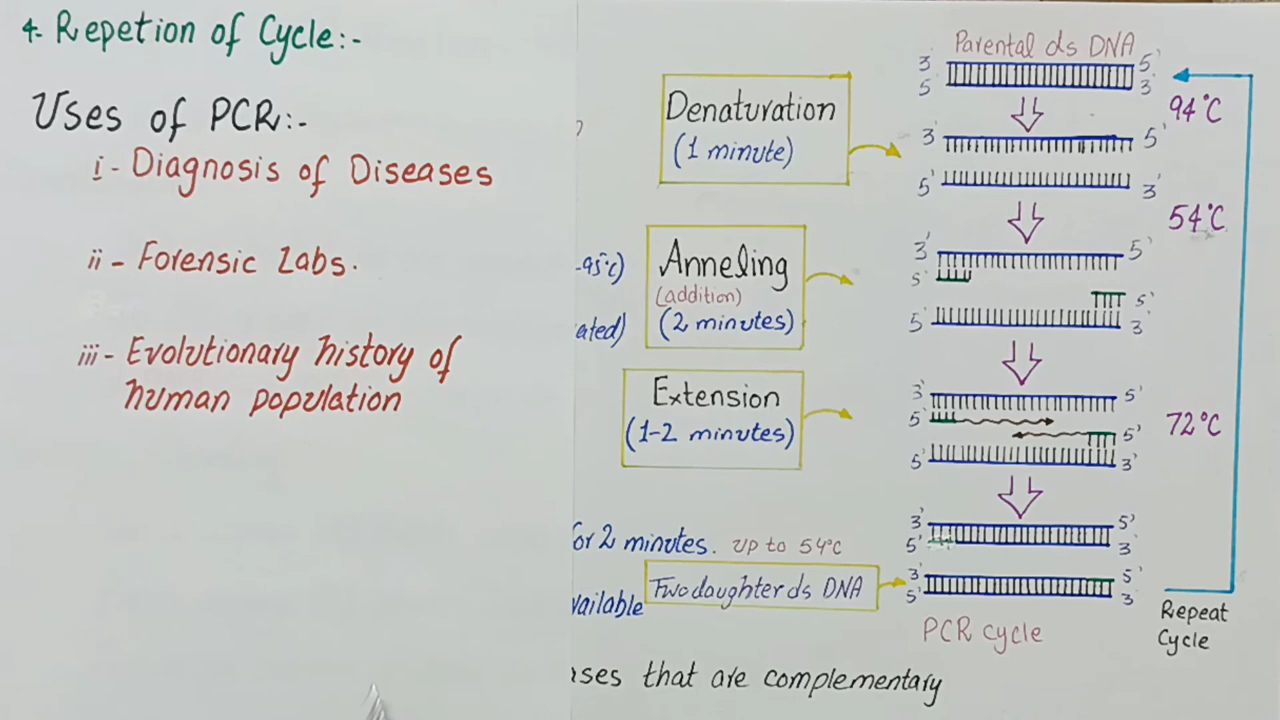 4- Repetion of Cycle:-
Uses of PCR:-
i- Diagnosis of Diseases
ii - Forensic Labs.
iii- Evolutionary history of
human population
Parental ds DNA
3' 5'
5' 3'
94°C
Denaturation
(1 minute)
3' 5'
5' 3'
54°C
-95°c)
Anneling
(addition)
(2 minutes)
ated)
3' 5'
5'
5'
5' 3'
Extension
(1-2 minutes)
3' 5'
5'
5'
5' 3'
72°C
for 2 minutes. up to 54°C
3' 5'
5' 3'
Two daughter ds DNA
3' 5'
5' 3
vailable
PCR cycle
Repeat
Cycle
ases that are complementary